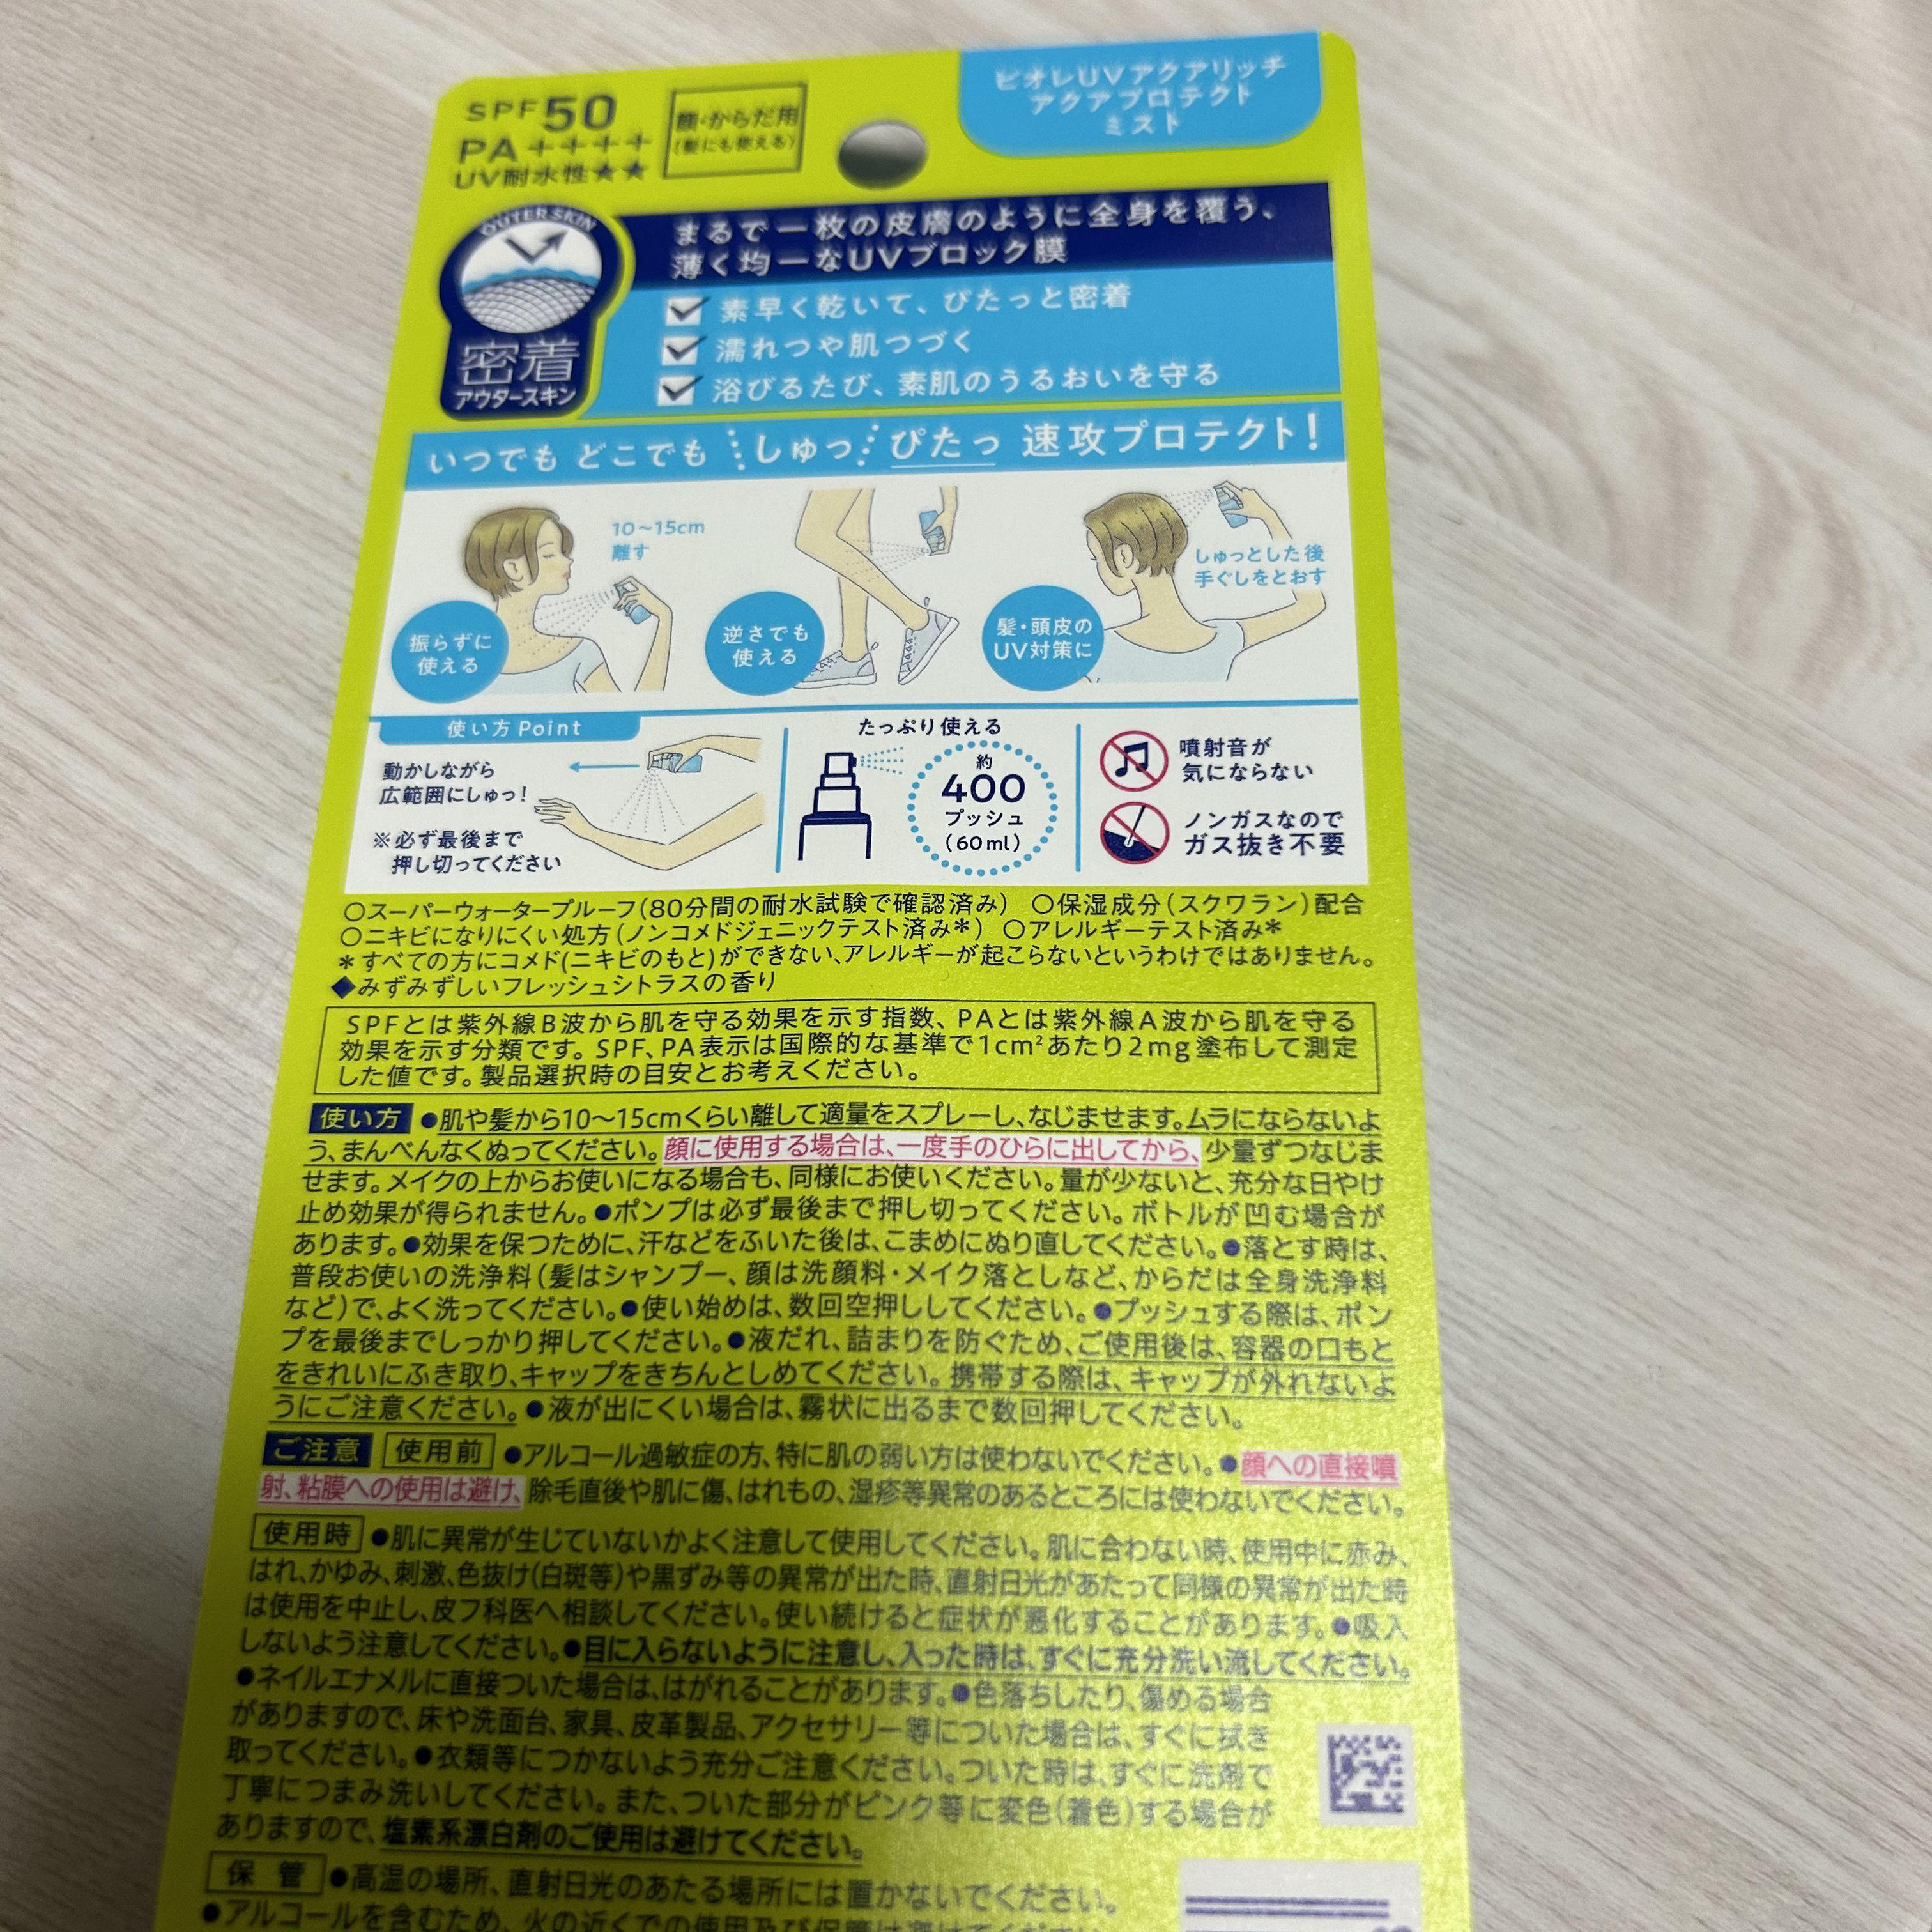 SPF50
PA++++
UV耐水性★★
顔・からだ用
(髪にも使える)
ビオレUVアクアリッチ
アクアプロテクト
ミスト
OUTER SKIN
密着
アウタースキン
まるで一枚の皮膚のように全身を覆う、
薄く均一なUVブロック膜
素早く乾いて、ぴたっと密着
濡れつや肌つづく
浴びるたび、素肌のうるおいを守る
いつでも どこでも しゅっ ぴたっ 速攻プロテクト!
10〜15cm
離す
振らずに
使える
逆さでも
使える
しゅっとした後
手ぐしをとおす
髪・頭皮の
UV対策に
使い方 Point
動かしながら
広範囲にしゅっ!
※必ず最後まで
押し切ってください
たっぷり使える
約
400
プッシュ
(60ml)
噴射音が
気にならない
ノンガスなので
ガス抜き不要
○スーパーウォータープルーフ(80分間の耐水試験で確認済み) ○保湿成分(スクワラン)配合
○ニキビになりにくい処方(ノンコメドジェニックテスト済み*) ○アレルギーテスト済み*
*すべての方にコメド(ニキビのもと)ができない、アレルギーが起こらないというわけではありません。
◆みずみずしいフレッシュシトラスの香り
SPFとは紫外線B波から肌を守る効果を示す指数、PAとは紫外線A波から肌を守る
効果を示す分類です。SPF、PA表示は国際的な基準で1cm²あたり2mg塗布して測定
した値です。製品選択時の目安とお考えください。
使い方 ●肌や髪から10〜15cmくらい離して適量をスプレーし、なじませます。ムラにならないよ
う、まんべんなくぬってください。顔に使用する場合は、一度手のひらに出してから、少量ずつなじま
せます。メイクの上からお使いになる場合も、同様にお使いください。量が少ないと、充分な日やけ
止め効果が得られません。●ポンプは必ず最後まで押し切ってください。ボトルが凹む場合が
あります。●効果を保つために、汗などをふいた後は、こまめにぬり直してください。●落とす時は、
普段お使いの洗浄料(髪はシャンプー、顔は洗顔料・メイク落としなど、からだは全身洗浄料
など)で、よく洗ってください。●使い始めは、数回空押ししてください。●プッシュする際は、ポン
プを最後までしっかり押してください。●液だれ、詰まりを防ぐため、ご使用後は、容器の口もと
をきれいにふき取り、キャップをきちんとしめてください。携帯する際は、キャップが外れないよ
うにご注意ください。●液が出にくい場合は、霧状に出るまで数回押してください。
ご注意 使用前 ●アルコール過敏症の方、特に肌の弱い方は使わないでください。●顔への直接噴
射、粘膜への使用は避け、除毛直後や肌に傷、はれもの、湿疹等異常のあるところには使わないでください。
使用時 ●肌に異常が生じていないかよく注意して使用してください。肌に合わない時、使用中に赤み、
はれ、かゆみ、刺激、色抜け(白斑等)や黒ずみ等の異常が出た時、直射日光があたって同様の異常が出た時
は使用を中止し、皮フ科医へ相談してください。使い続けると症状が悪化することがあります。●吸入
しないよう注意してください。●目に入らないように注意し、入った時は、すぐに充分洗い流してください。
●ネイルエナメルに直接ついた場合は、はがれることがあります。●色落ちしたり、傷める場合
がありますので、床や洗面台、家具、皮革製品、アクセサリー等についた場合は、すぐに拭き
取ってください。●衣類等につかないよう充分ご注意ください。ついた時は、すぐに洗剤で
丁寧につまみ洗いしてください。また、ついた部分がピンク等に変色(着色)する場合が
ありますので、塩素系漂白剤のご使用は避けてください。
保管 ●高温の場所、直射日光のあたる場所には置かないでください。
●アルコールを含むため、火の近くでの使用及び保管は避けてください